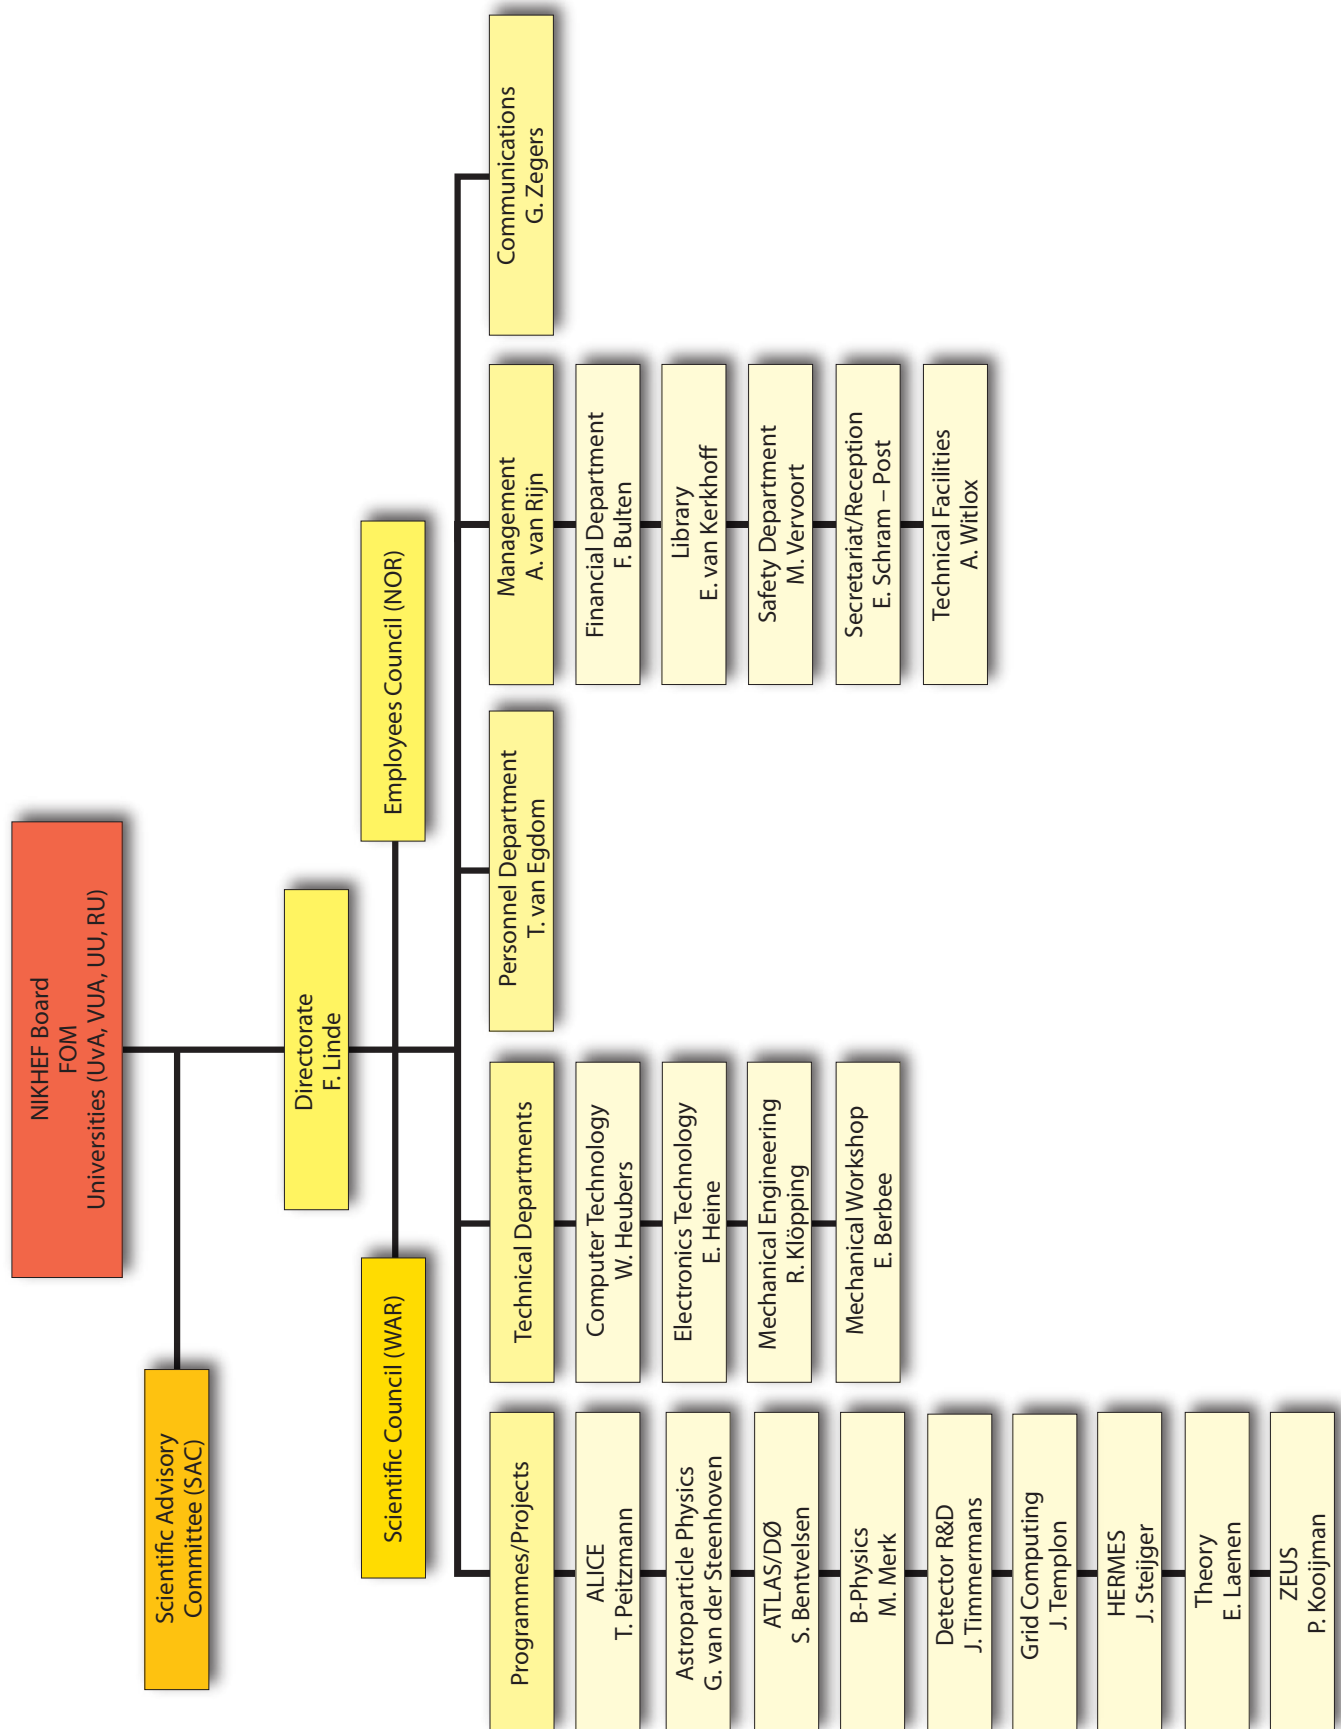 NIKHEF Board
FOM
Universities (UvA, VUA, UU, RU)
Scientific Advisory
Committee (SAC)
Directorate
F. Linde
Scientific Council (WAR)
Employees Council (NOR)
Programmes/Projects
ALICE
T. Peitzmann
Astroparticle Physics
G. van der Steenhoven
ATLAS/DØ
S. Bentvelsen
B-Physics
M. Merk
Detector R&D
J. Timmermans
Grid Computing
J. Templon
HERMES
J. Steijger
Theory
E. Laenen
ZEUS
P. Kooijman
Technical Departments
Computer Technology
W. Heubers
Electronics Technology
E. Heine
Mechanical Engineering
R. Klöpping
Mechanical Workshop
E. Berbee
Personnel Department
T. van Egdom
Management
A. van Rijn
Financial Department
F. Bulten
Library
E. van Kerkhoff
Safety Department
M. Vervoort
Secretariat/Reception
E. Schram – Post
Technical Facilities
A. Witlox
Communications
G. Zegers